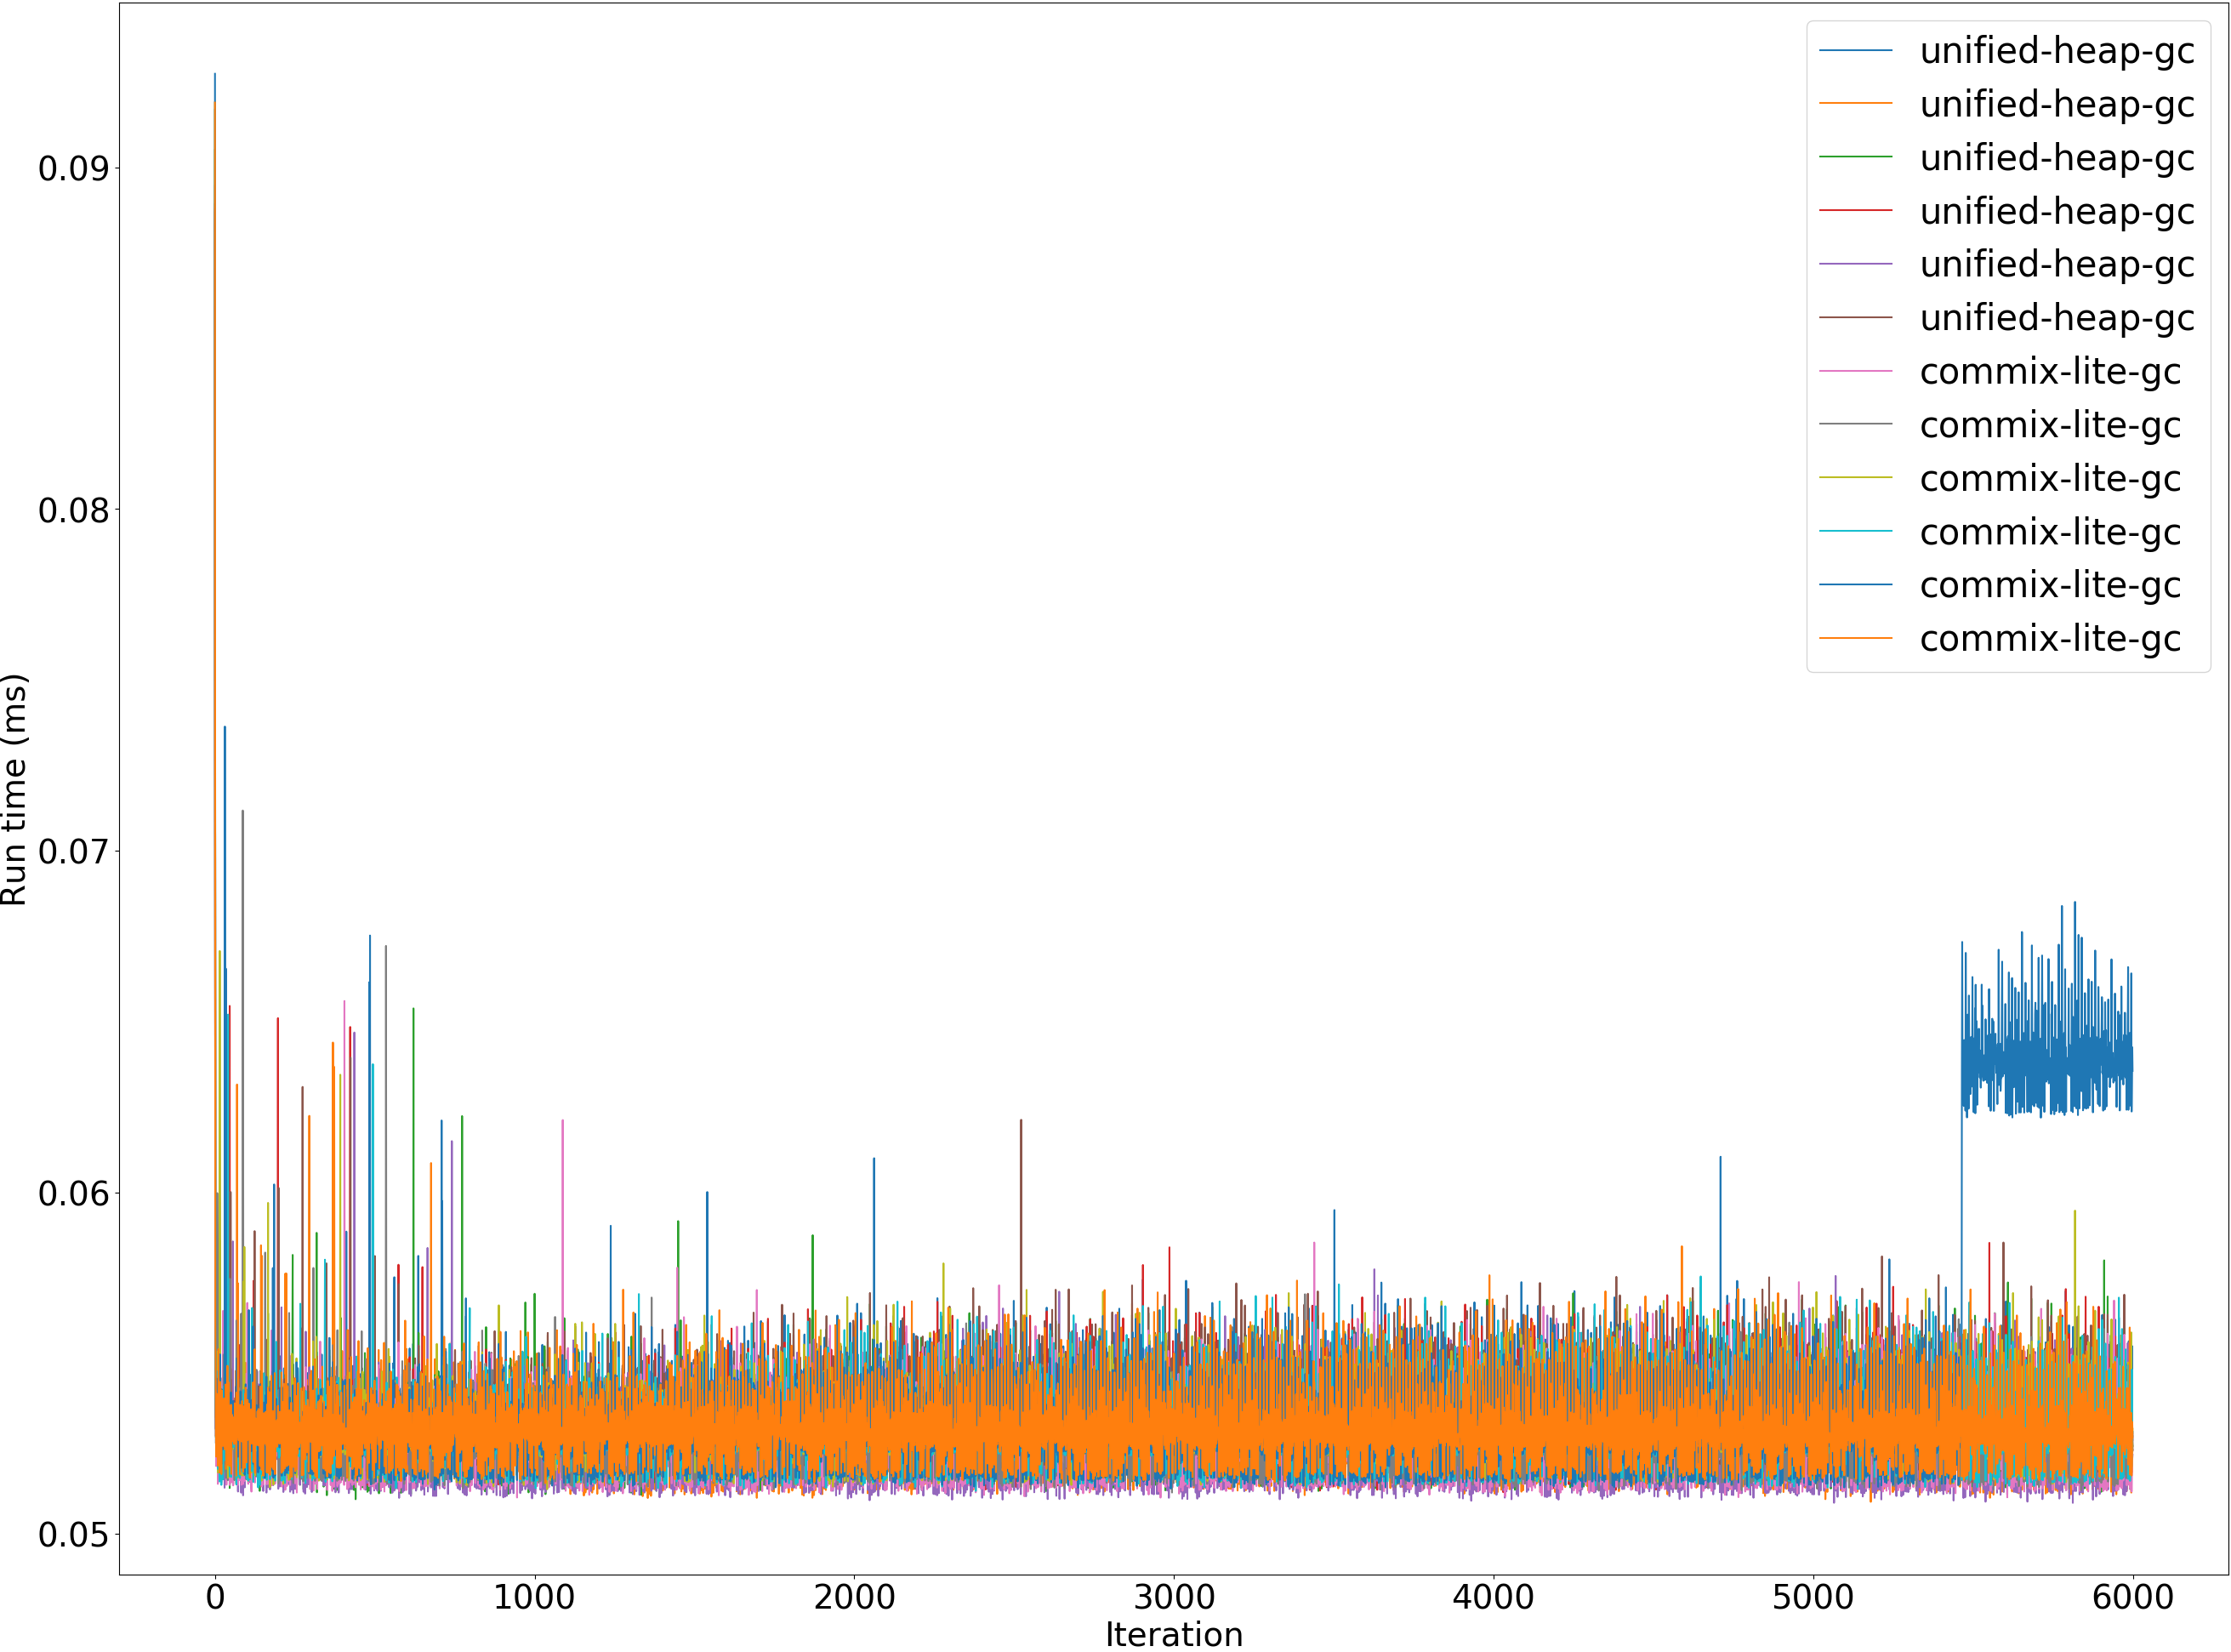 unified-heap-gc
unified-heap-gc
unified-heap-gc
unified-heap-gc
unified-heap-gc
unified-heap-gc
commix-lite-gc
commix-lite-gc
commix-lite-gc
commix-lite-gc
commix-lite-gc
commix-lite-gc
0.09
0.08
0.07
0.06
0.05
Run time (ms)
0 1000 2000 3000 4000 5000 6000
Iteration